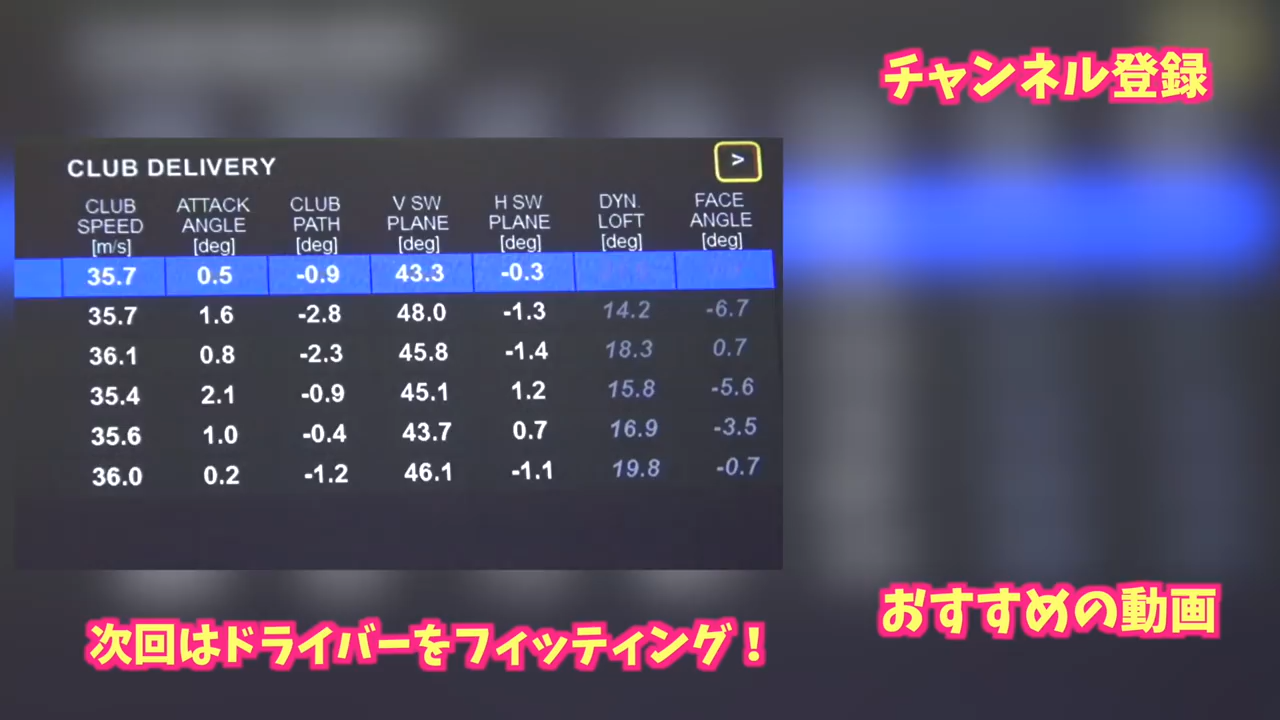 チャンネル登録
CLUB DELIVERY >
CLUB SPEED [m/s] ATTACK ANGLE [deg] CLUB PATH [deg] V SW PLANE [deg] H SW PLANE [deg] DYN. LOFT [deg] FACE ANGLE [deg]
35.7 0.5 -0.9 43.3 -0.3
35.7 1.6 -2.8 48.0 -1.3 14.2 -6.7
36.1 0.8 -2.3 45.8 -1.4 18.3 0.7
35.4 2.1 -0.9 45.1 1.2 15.8 -5.6
35.6 1.0 -0.4 43.7 0.7 16.9 -3.5
36.0 0.2 -1.2 46.1 -1.1 19.8 -0.7
おすすめの動画
次回はドライバーをフィッティング！